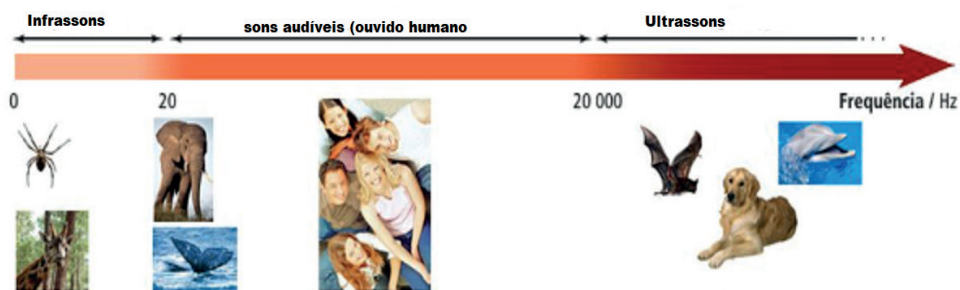 Infrassons
sons audíveis (ouvido humano
Ultrassons
0
20
20 000
Frequência / Hz